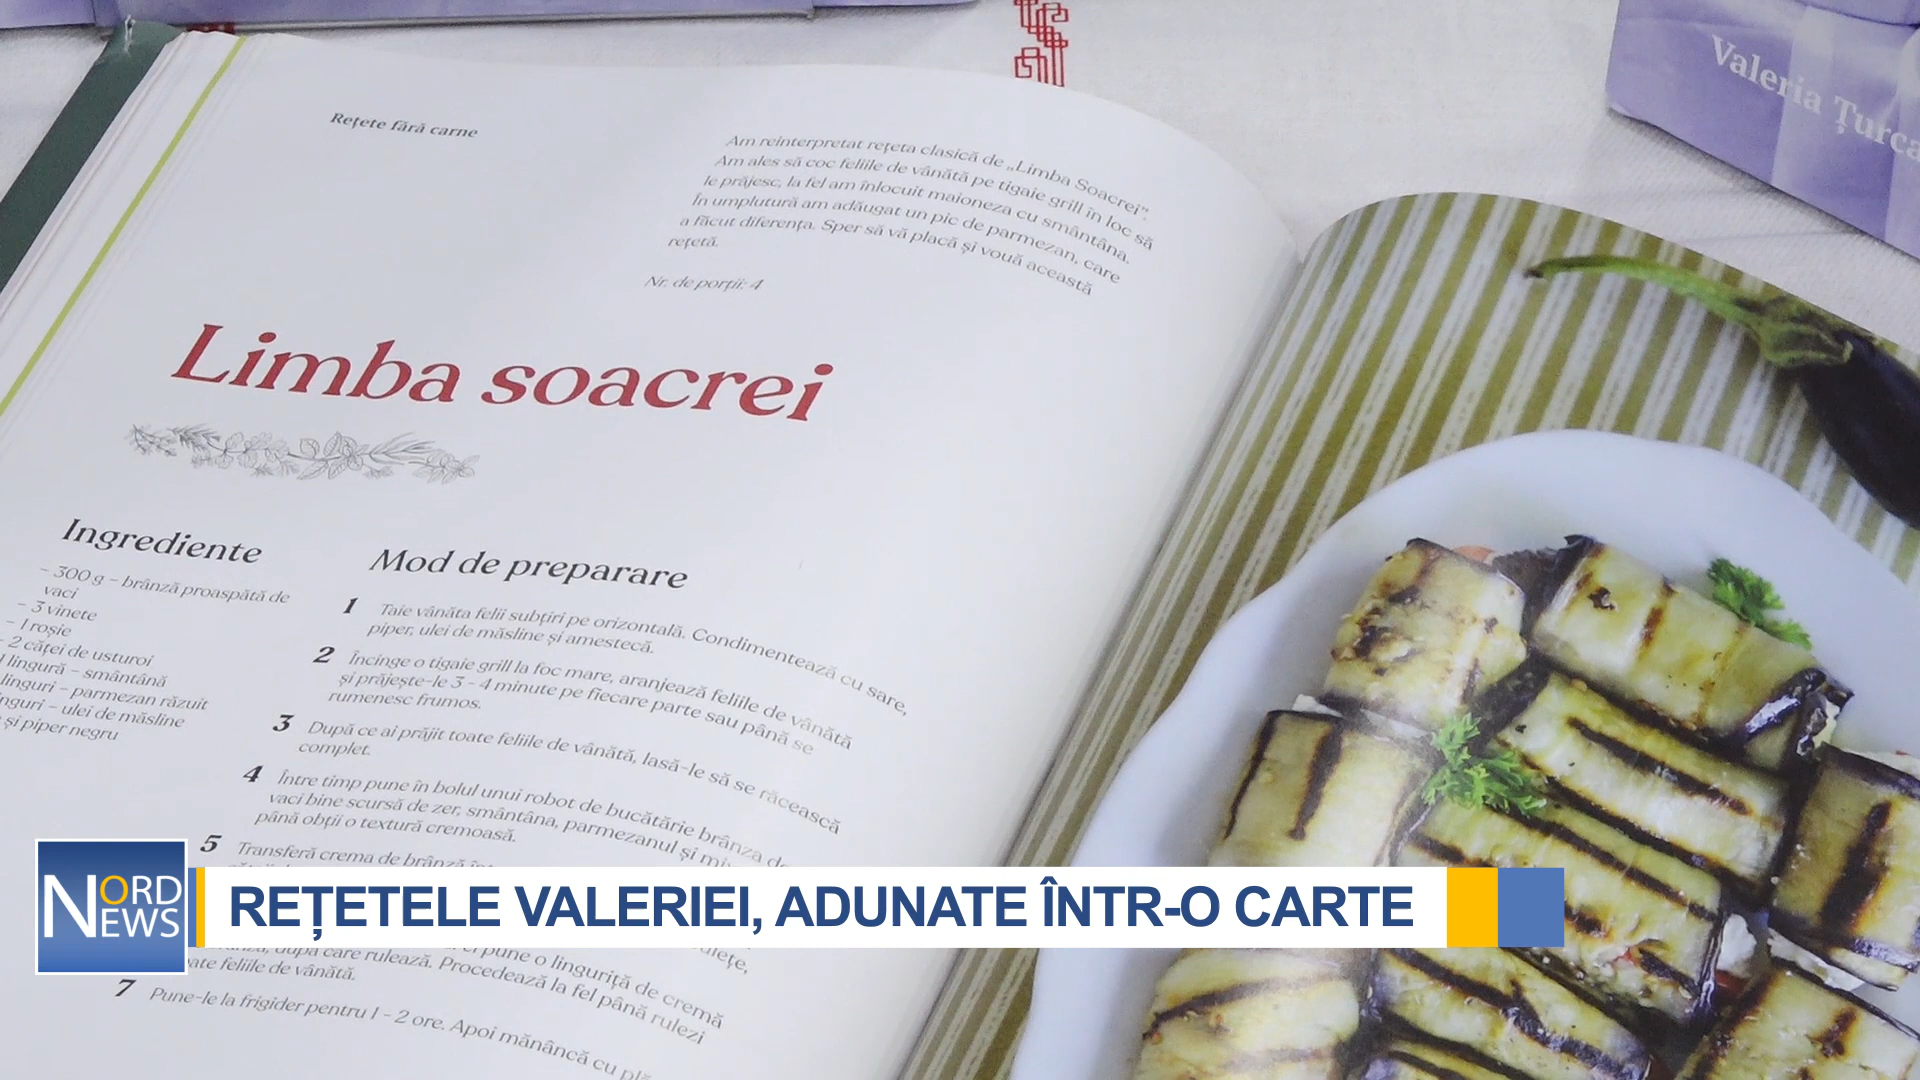 Valeria Țurca
Rețete fără carne
Am reinterpretat rețeta clasică de „Limba Soacrei”.
Am ales să coc feliile de vânătă pe tigaie grill în loc să
le prăjesc, la fel am înlocuit maioneza cu smântâna.
În umplutură am adăugat un pic de parmezan, care
a făcut diferența. Sper să vă placă și vouă această
rețetă.
Nr. de porții: 4
Limba soacrei
Ingrediente
- 300 g - brânză proaspătă de
vaci
- 3 vinete
- 1 roșie
- 2 căței de usturoi
1 lingură - smântână
linguri - parmezan răzuit
linguri - ulei de măsline
și piper negru
Mod de preparare
1 Taie vânăta felii subțiri pe orizontală. Condimentează cu sare,
piper, ulei de măsline și amestecă.
2 Încinge o tigaie grill la foc mare, aranjează feliile de vânătă
și prăjește-le 3 - 4 minute pe fiecare parte sau până se
rumenesc frumos.
3 După ce ai prăjit toate feliile de vânătă, lasă-le să se răcească
complet.
4 Între timp pune în bolul unui robot de bucătărie brânza de
vaci bine scursă de zer, smântâna, parmezanul și
până obții o textură cremoasă.
5 Transferă crema de brânză
pune o linguriță de cremă
după care rulează. Procedează la fel până rulezi
toate feliile de vânătă.
7 Pune-le la frigider pentru 1 - 2 ore. Apoi mănâncă cu
NORD
NEWS
REȚETELE VALERIEI, ADUNATE ÎNTR-O CARTE